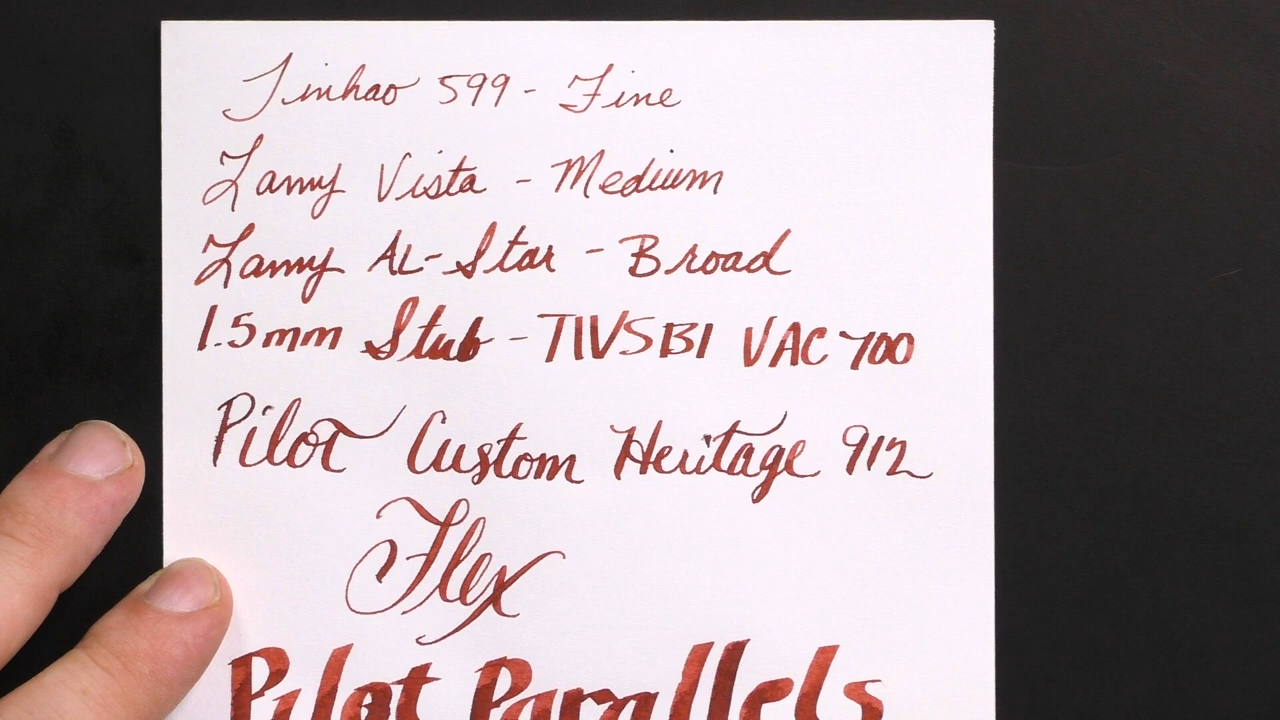 Jinhao 599 - Fine
Lamy Vista - Medium
Lamy AL-Star - Broad
1.5mm Stub - TWSBI VAC 700
Pilot Custom Heritage 912
Flex
Pilot Parallels